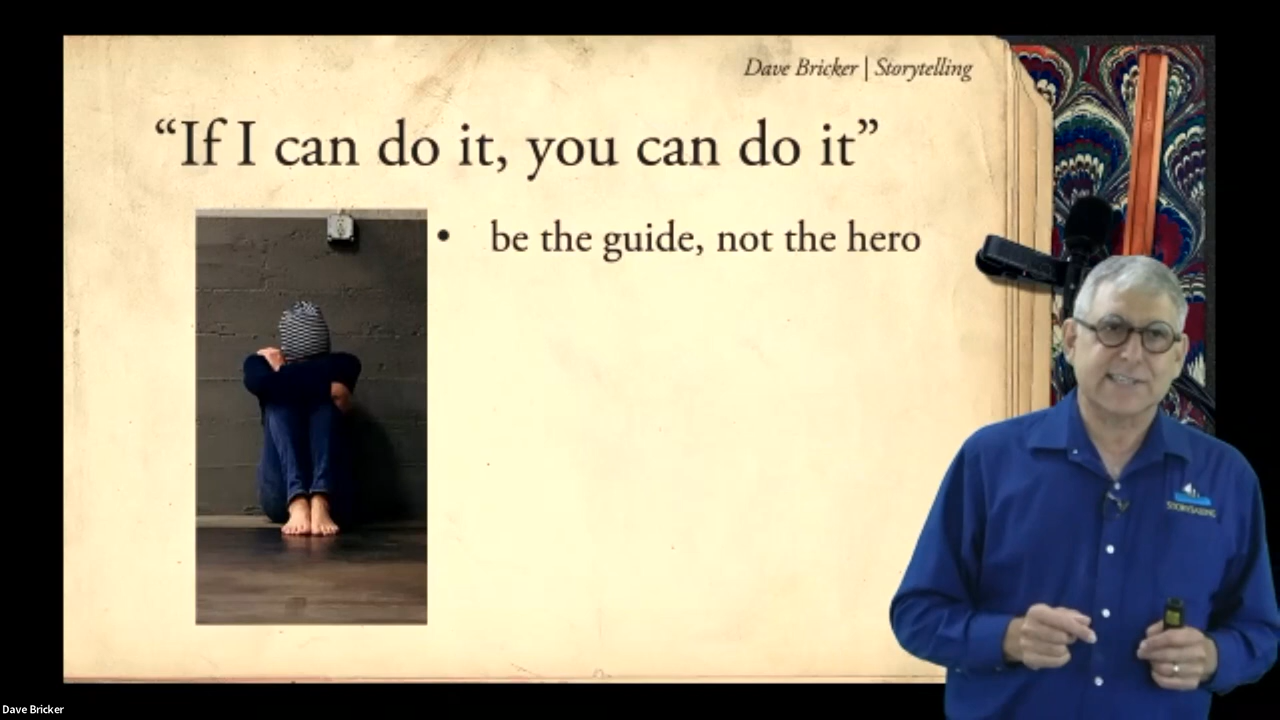 Dave Bricker | Storytelling
“If I can do it, you can do it”
• be the guide, not the hero
STORYSAILING
Dave Bricker